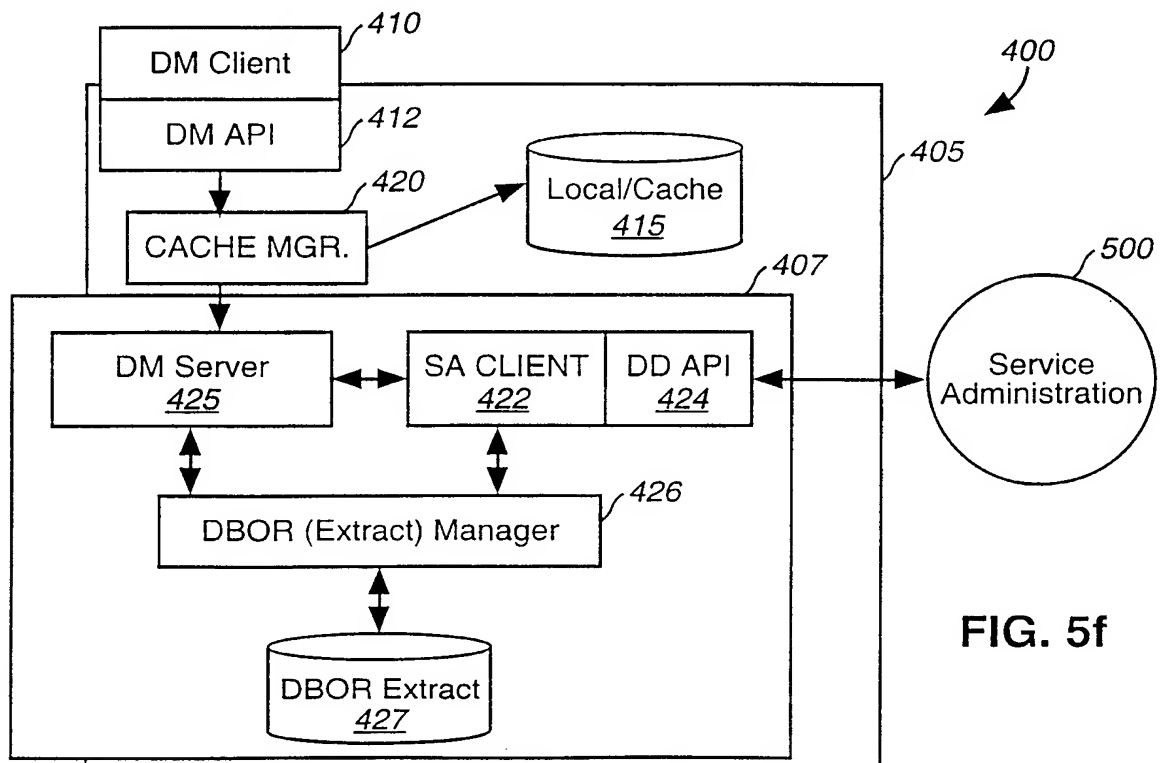 410
DM Client
400
DM API
412
405
420
Local/Cache
415
CACHE MGR.
407
500
DM Server
425
SA CLIENT
422
DD API
424
Service
Administration
426
DBOR (Extract) Manager
FIG. 5f
DBOR Extract
427